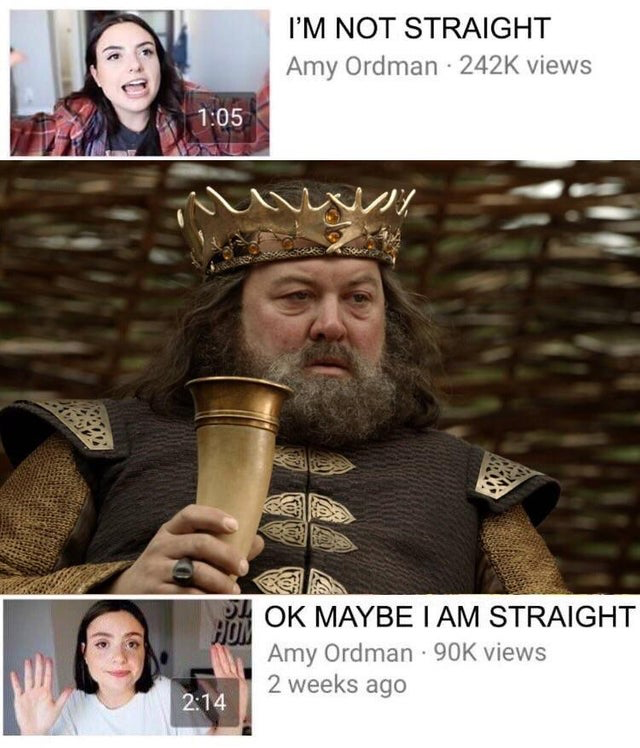 I'M NOT STRAIGHT
Amy Ordman · 242K views
1:05
OK MAYBE I AM STRAIGHT
Amy Ordman · 90K views
2 weeks ago
2:14